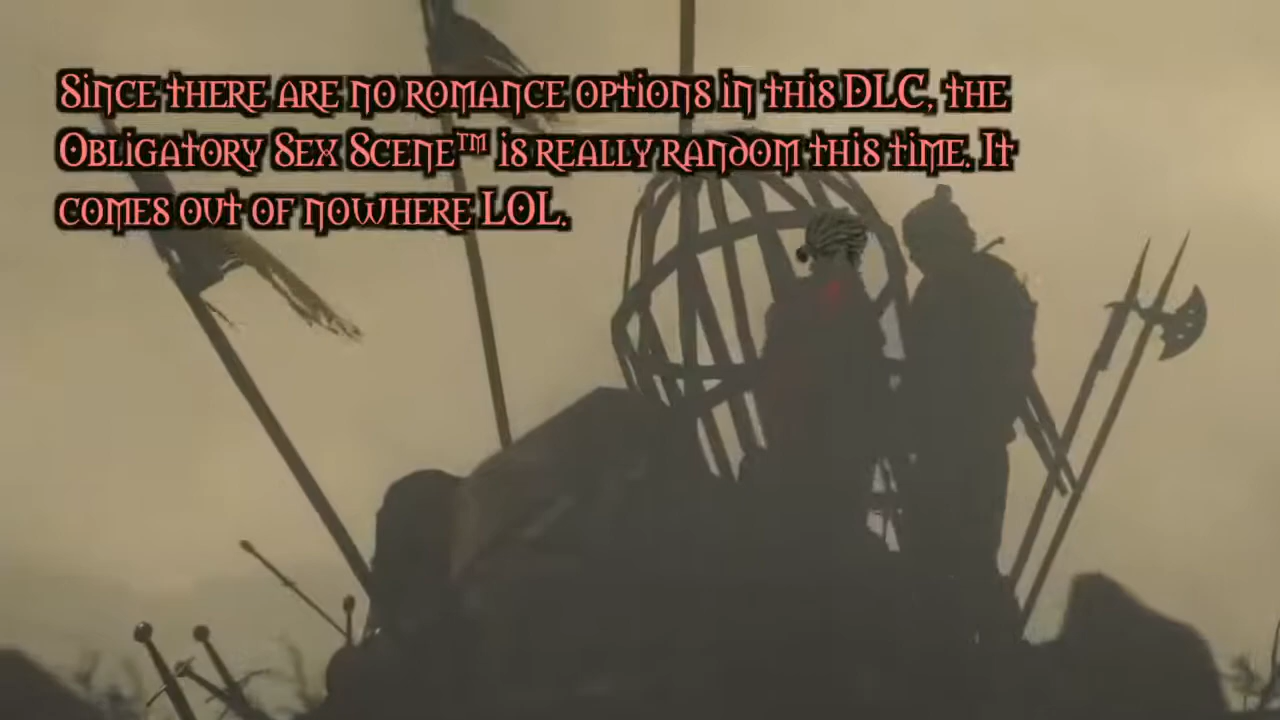 Since there are no romance options in this DLC, the
Obligatory Sex Scene™ is really random this time. It
comes out of nowhere LOL.